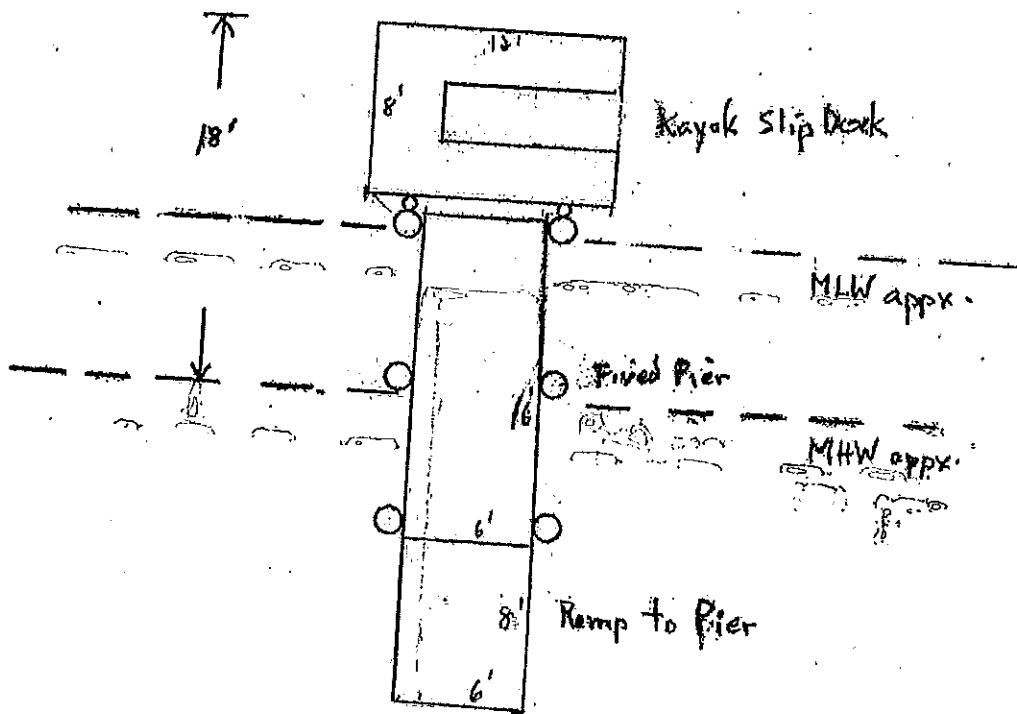 12'
8'
Kayak Slip Dock
18'
MLW appx.
Fixed Pier
16'
MHW appx.
6'
8'
Ramp to Pier
6'